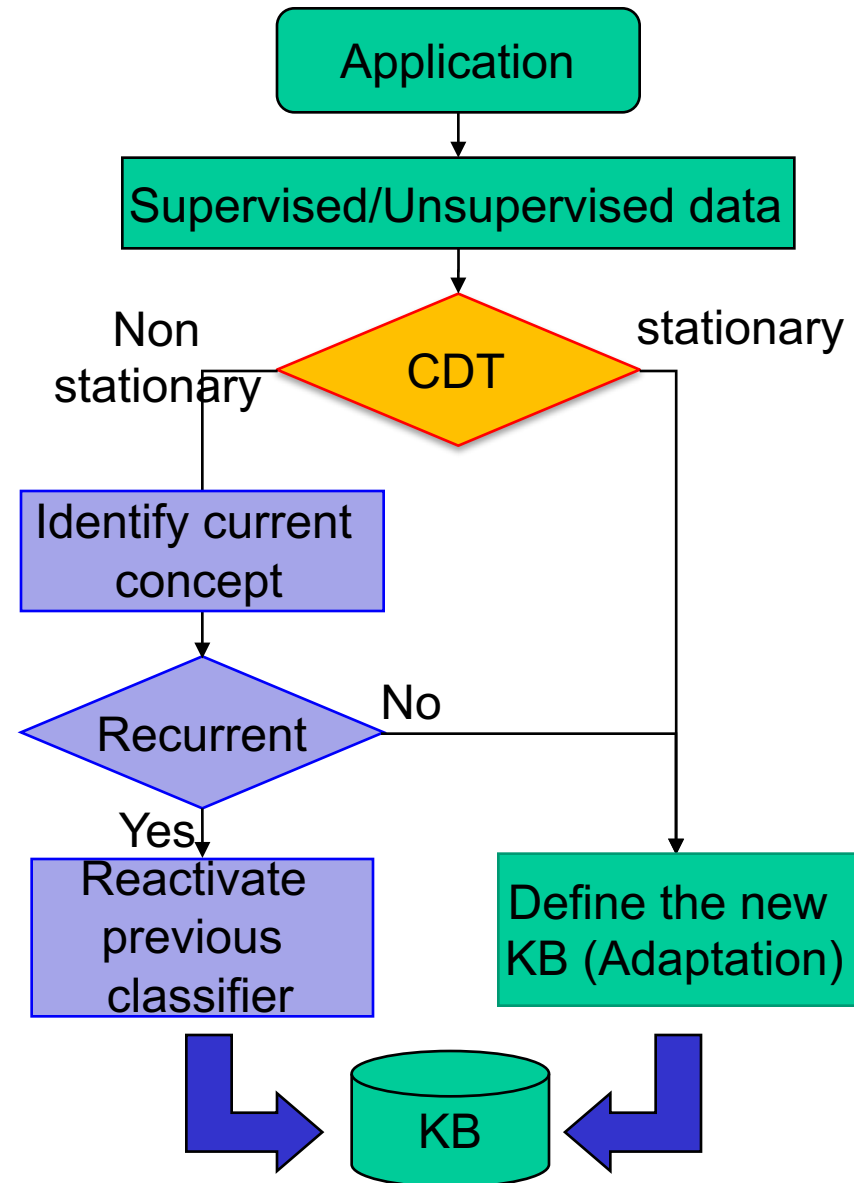 Application
Supervised/Unsupervised data
Non
stationary
stationary
CDT
Identify current
concept
No
Recurrent
Yes
Reactivate
previous
classifier
Define the new
KB (Adaptation)
KB